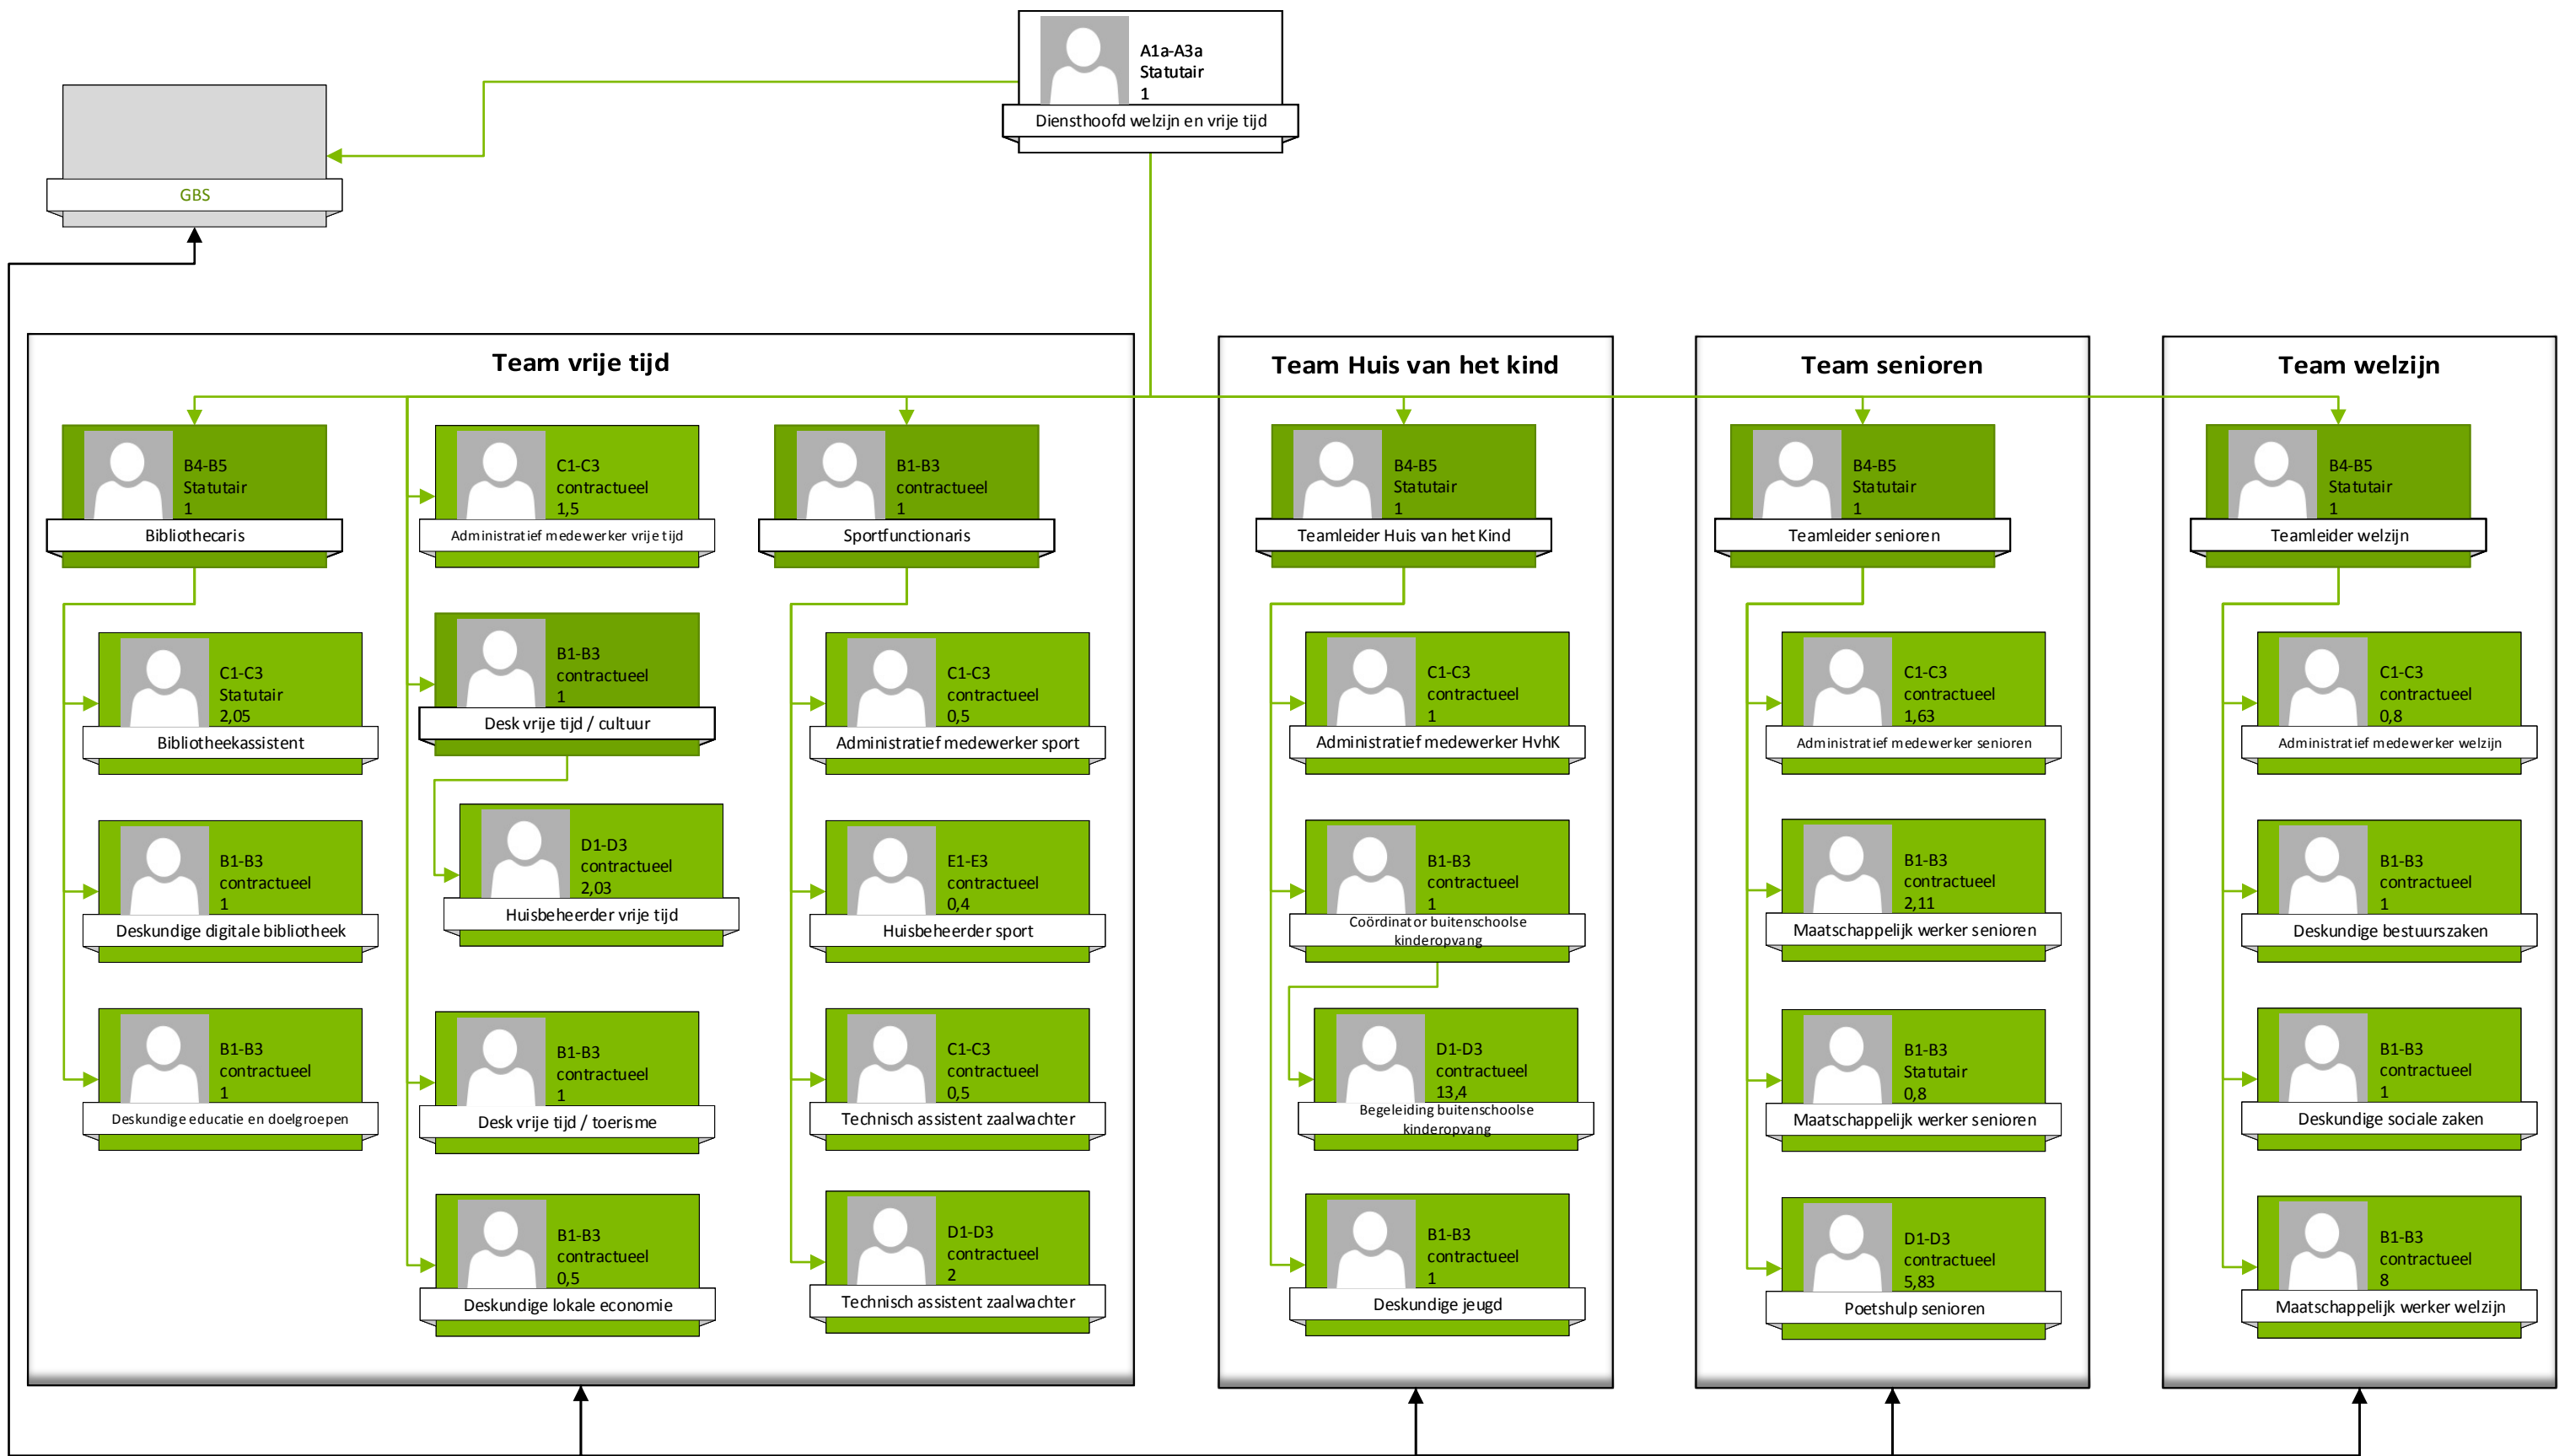 A1a-A3a
Statutair
1
Diensthoofd welzijn en vrije tijd
GBS
Team vrije tijd
B4-B5
Statutair
1
Bibliothecaris
C1-C3
Statutair
2,05
Bibliotheekassistent
B1-B3
contractueel
1
Deskundige digitale bibliotheek
B1-B3
contractueel
1
Deskundige educatie en doelgroepen
C1-C3
contractueel
1,5
Administratief medewerker vrije tijd
B1-B3
contractueel
1
Desk vrije tijd / cultuur
D1-D3
contractueel
2,03
Huisbeheerder vrije tijd
B1-B3
contractueel
1
Desk vrije tijd / toerisme
B1-B3
contractueel
0,5
Deskundige lokale economie
B1-B3
contractueel
1
Sportfunctionaris
C1-C3
contractueel
0,5
Administratief medewerker sport
E1-E3
contractueel
0,4
Huisbeheerder sport
C1-C3
contractueel
0,5
Technisch assistent zaalwachter
D1-D3
contractueel
2
Technisch assistent zaalwachter
Team Huis van het kind
B4-B5
Statutair
1
Teamleider Huis van het Kind
C1-C3
contractueel
1
Administratief medewerker HvhK
B1-B3
contractueel
1
Coördinator buitenschoolse
kinderopvang
D1-D3
contractueel
13,4
Begeleiding buitenschoolse
kinderopvang
B1-B3
contractueel
1
Deskundige jeugd
Team senioren
B4-B5
Statutair
1
Teamleider senioren
C1-C3
contractueel
1,63
Administratief medewerker senioren
B1-B3
contractueel
2,11
Maatschappelijk werker senioren
B1-B3
Statutair
0,8
Maatschappelijk werker senioren
D1-D3
contractueel
5,83
Poetshulp senioren
Team welzijn
B4-B5
Statutair
1
Teamleider welzijn
C1-C3
contractueel
0,8
Administratief medewerker welzijn
B1-B3
contractueel
1
Deskundige bestuurszaken
B1-B3
contractueel
1
Deskundige sociale zaken
B1-B3
contractueel
8
Maatschappelijk werker welzijn